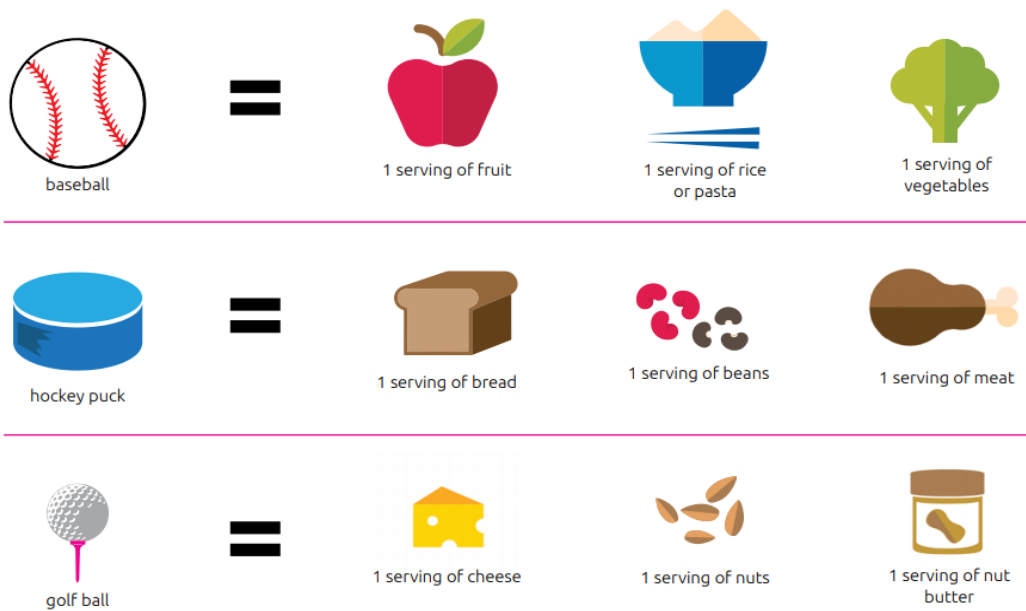 baseball
1 serving of fruit
1 serving of rice
or pasta
1 serving of
vegetables
hockey puck
1 serving of bread
1 serving of beans
1 serving of meat
golf ball
1 serving of cheese
1 serving of nuts
1 serving of nut
butter